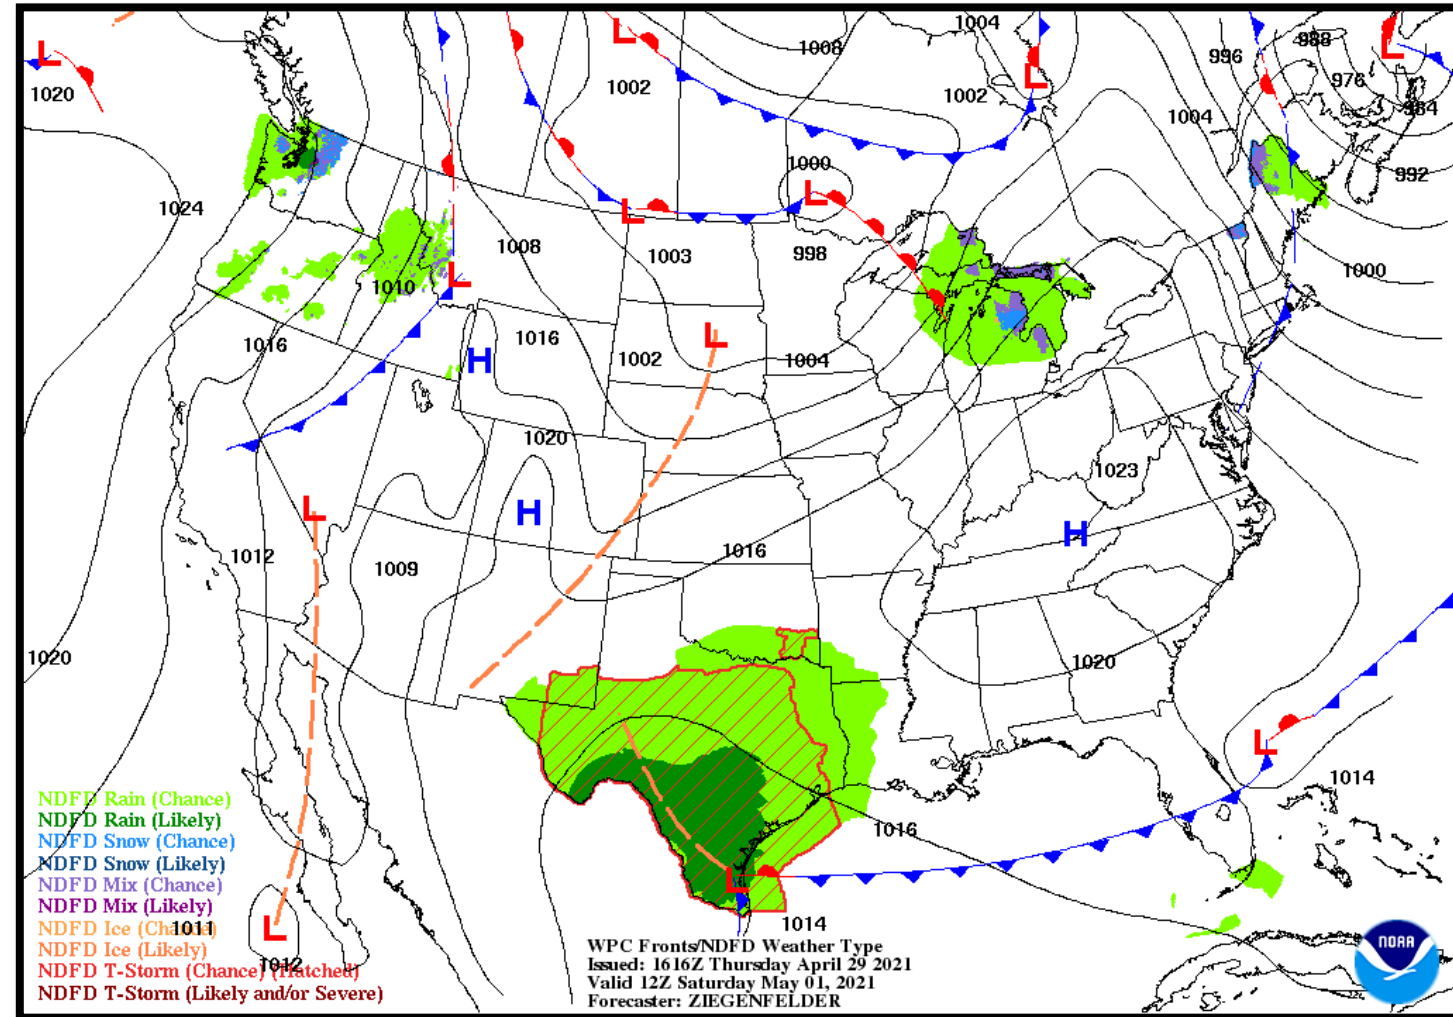 L
L
1004
1008
996
988
L
1020
1002
1002
L
976
984
1004
1000
992
L
1024
L
1008
1003
998
1000
1010
L
1016
1016
L
H
1002
1004
1020
1023
L
H
H
1012
1009
1016
1020
1020
L
1014
1016
L
1014
NDFD Rain (Chance)
NDFD Rain (Likely)
NDFD Snow (Chance)
NDFD Snow (Likely)
NDFD Mix (Chance)
NDFD Mix (Likely)
NDFD Ice (Chance)
NDFD Ice (Likely)
NDFD T-Storm (Chance) (Hatched)
NDFD T-Storm (Likely and/or Severe)
1011
L
1012
WPC Fronts/NDFD Weather Type
Issued: 1616Z Thursday April 29 2021
Valid 12Z Saturday May 01, 2021
Forecaster: ZIEGENFELDER
NOAA